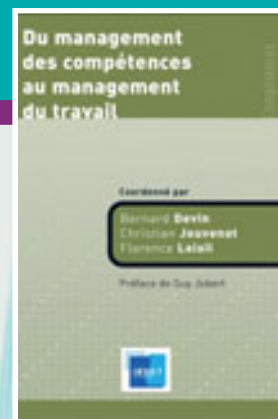 Du management
des compétences
au management
du travail
Coordonné par
Bernard Devin
Christian Jouvenot
Florence Loisil
Préface de Guy Jobert